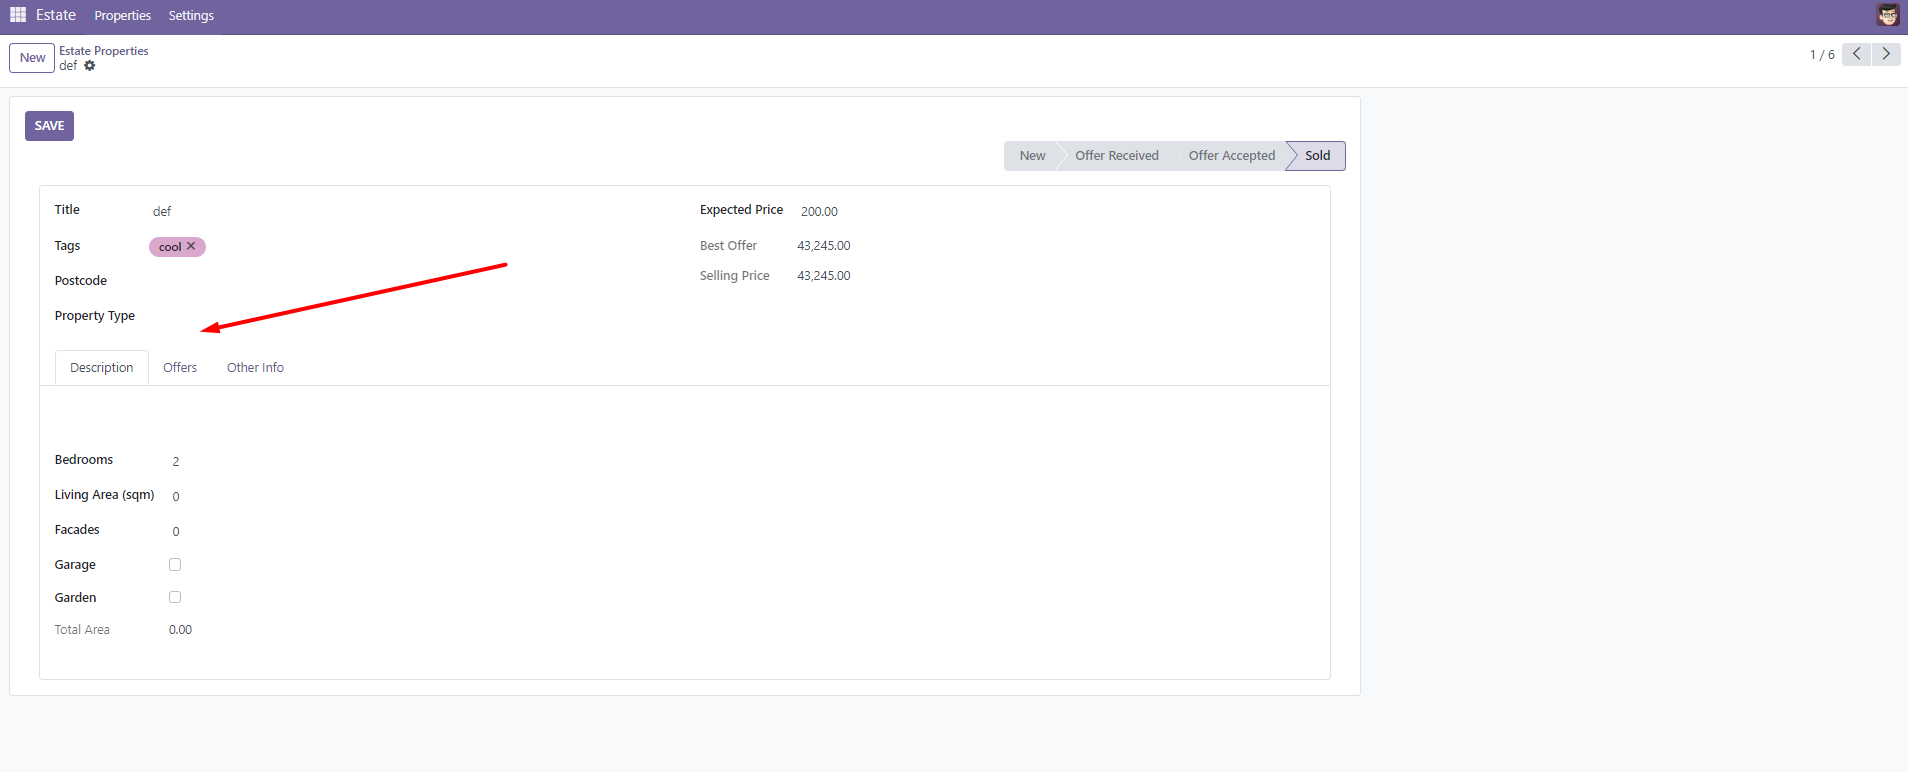 Estate Properties Settings
New Estate Properties 1 / 6
def
SAVE
New Offer Received Offer Accepted Sold
Title def Expected Price 200.00
Tags cool ✕ Best Offer 43,245.00
Postcode Selling Price 43,245.00
Property Type
Description Offers Other Info
Bedrooms 2
Living Area (sqm) 0
Facades 0
Garage
Garden
Total Area 0.00